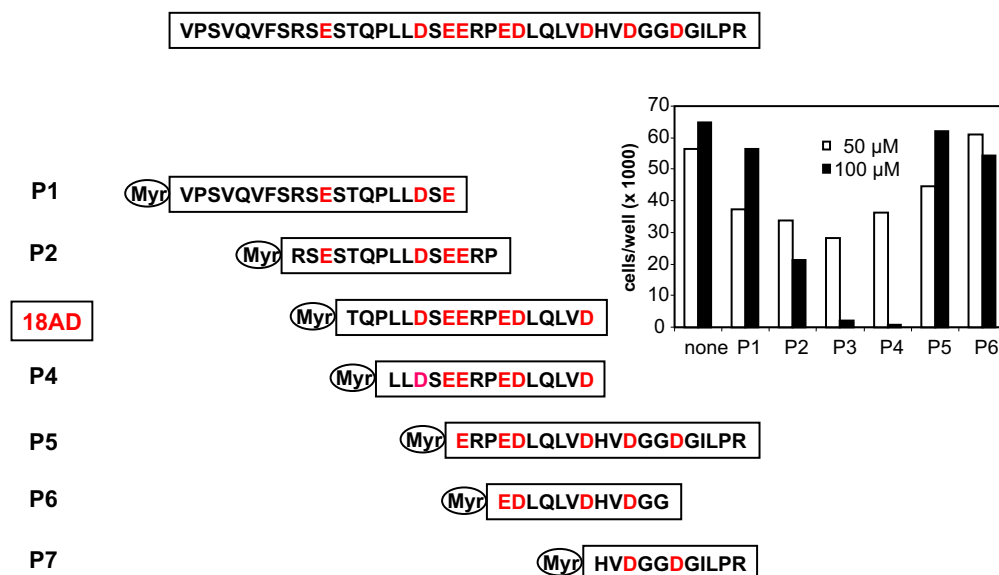 VPSVQVFSRSESTQPLLDSEERPEDLQLVDHVDGGDGILPR
P1
Myr
VPSVQVFSRSESTQPLLDSE
P2
Myr
RSESTQPLLDSEERP
18AD
Myr
TQPLLDSEERPEDLQLVD
P4
Myr
LLDSEERPEDLQLVD
P5
Myr
ERPEDLQLVDHVDGGDGILPR
P6
Myr
EDLQLVDHVDGG
P7
Myr
HVDGGDGILPR
cells/well (x 1000)
70
60
50
40
30
20
10
0
50 µM
100 µM
none P1 P2 P3 P4 P5 P6